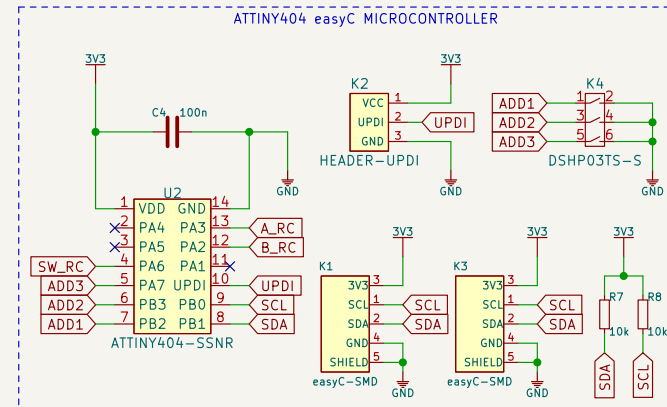 ATTINY404 easyC MICROCONTROLLER
3V3
C4 100n
GND
U2
1 VDD GND 14
2 PA4 PA3 13 A_RC
3 PA5 PA2 12 B_RC
SW_RC 4 PA6 PA1 11
ADD3 5 PA7 UPDI 10 UPDI
ADD2 6 PB3 PB0 9 SCL
ADD1 7 PB2 PB1 8 SDA
ATTINY404-SSNR
3V3
K2
VCC 1
UPDI 2 UPDI
GND 3
HEADER-UPDI
GND
K4
ADD1 1 2
ADD2 3 4
ADD3 5 6
DSHP03TS-S
GND
3V3
K1
3V3 3
SCL 1 SCL
SDA 2 SDA
GND 4
SHIELD 5
easyC-SMD
GND
3V3
K3
3V3 3
SCL 1 SCL
SDA 2 SDA
GND 4
SHIELD 5
easyC-SMD
GND
3V3
R7 R8
10k 10k
SDA SCL